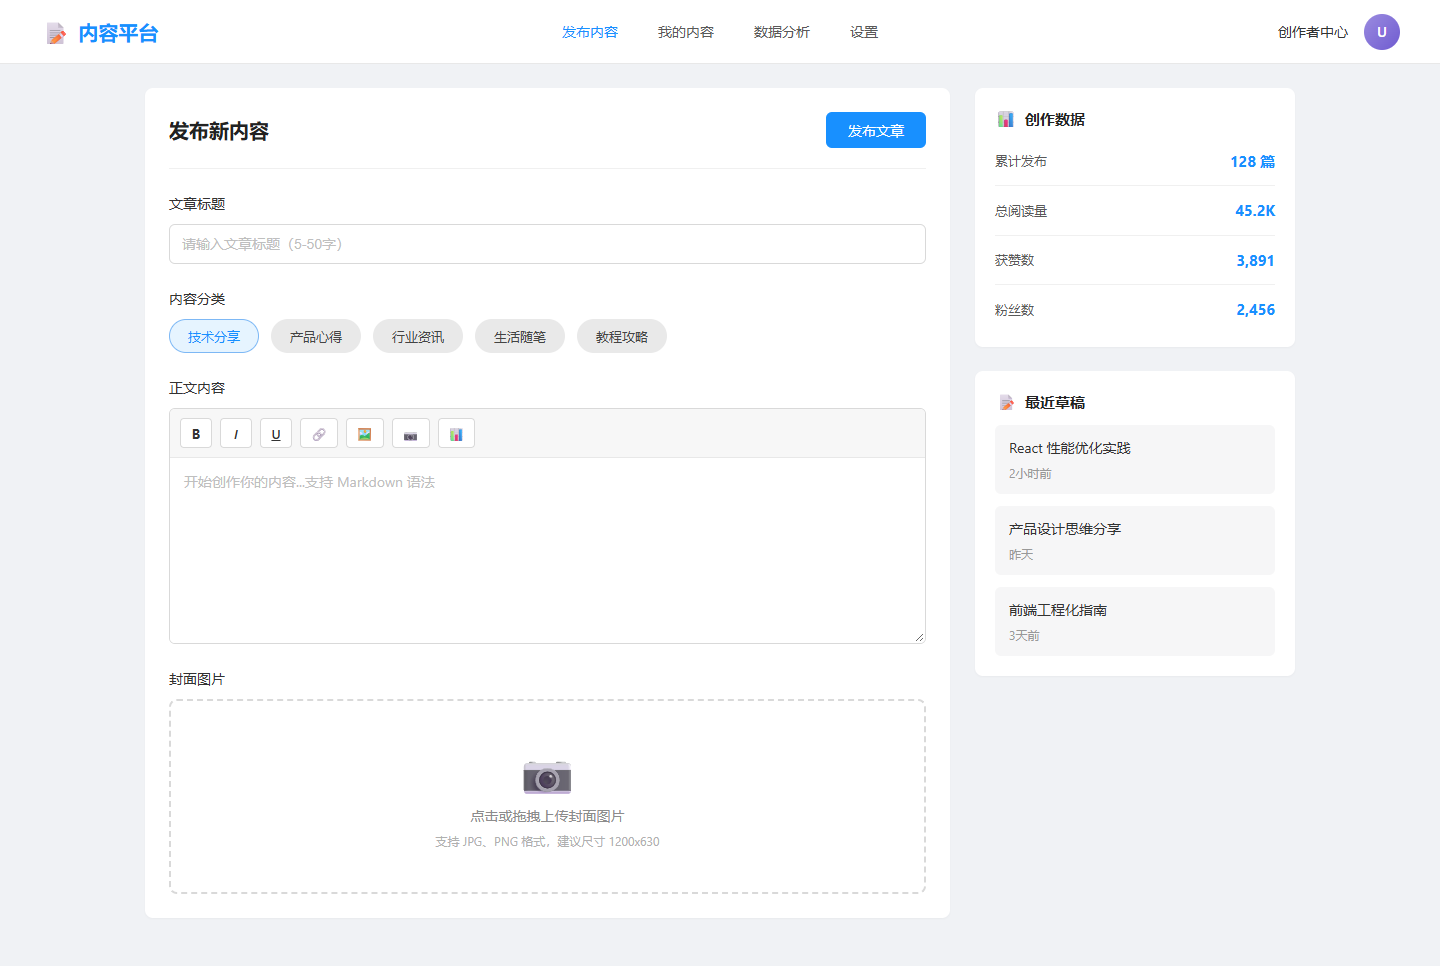 内容平台
发布内容
我的内容
数据分析
设置
创作者中心
U
发布新内容
发布文章
文章标题
请输入文章标题（5-50字）
内容分类
技术分享
产品心得
行业资讯
生活随笔
教程攻略
正文内容
B
I
U
开始创作你的内容...支持 Markdown 语法
封面图片
点击或拖拽上传封面图片
支持 JPG、PNG 格式，建议尺寸 1200x630
创作数据
累计发布
128 篇
总阅读量
45.2K
获赞数
3,891
粉丝数
2,456
最近草稿
React 性能优化实践
2小时前
产品设计思维分享
昨天
前端工程化指南
3天前